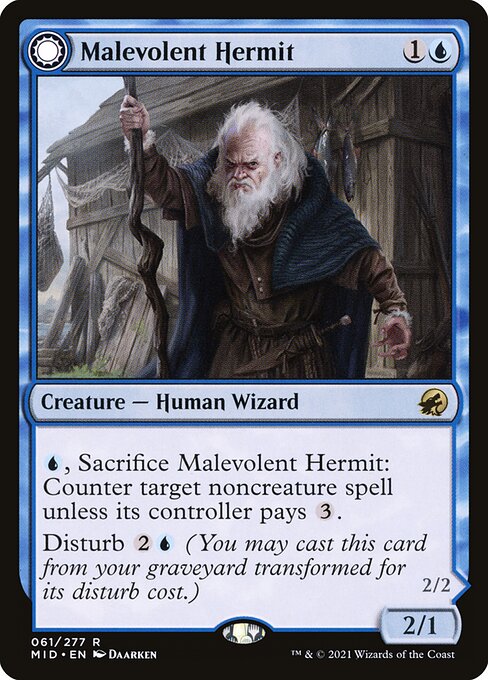 Malevolent Hermit 1
Creature — Human Wizard
, Sacrifice Malevolent Hermit:
Counter target noncreature spell
unless its controller pays 3.
Disturb 2 (You may cast this card
from your graveyard transformed for
its disturb cost.)
2/2
2/1
061/277 R
MID • EN Daarken
™ & © 2021 Wizards of the Coast